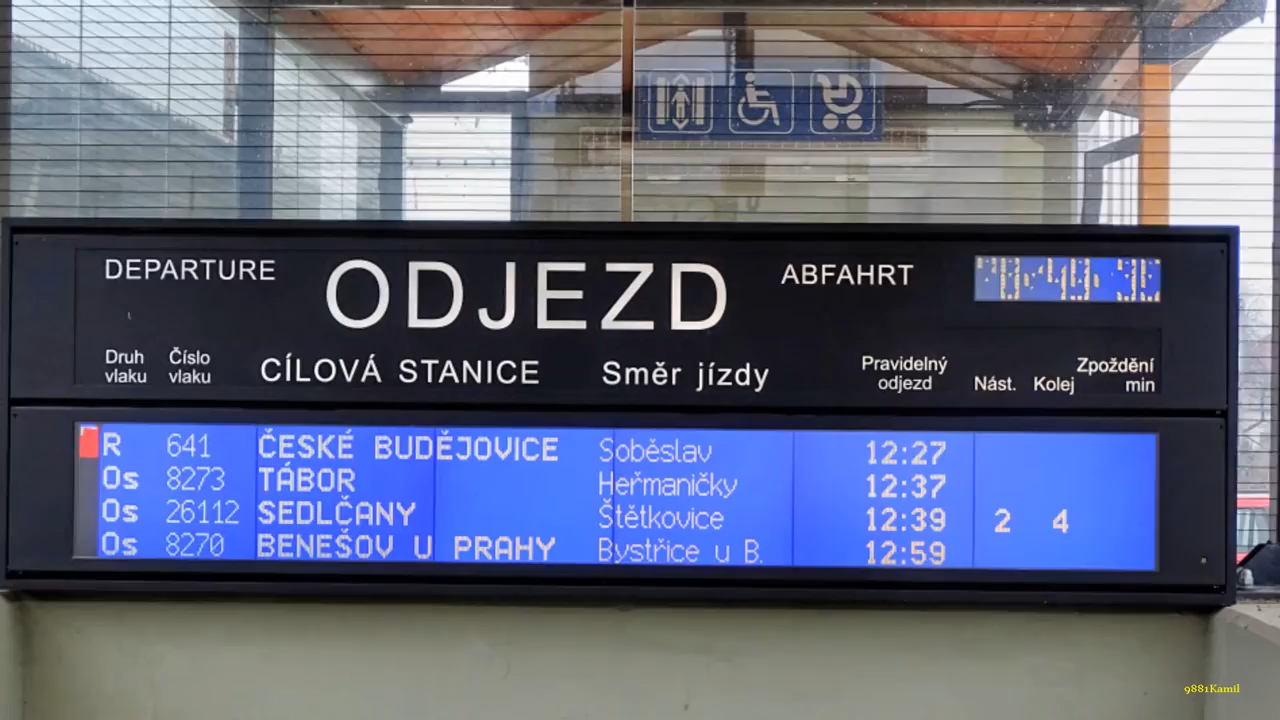 DEPARTURE ODJEZD ABFAHRT
Druh vlaku Číslo vlaku CÍLOVÁ STANICE Směr jízdy Pravidelný odjezd Nást. Kolej Zpoždění min
R 641 ČESKÉ BUDĚJOVICE Soběslav 12:27
Os 8273 TÁBOR Heřmaničky 12:37
Os 26112 SEDLČANY Štětkovice 12:39 2 4
Os 8270 BENEŠOV U PRAHY Bystřice u B. 12:59
9881Kamil